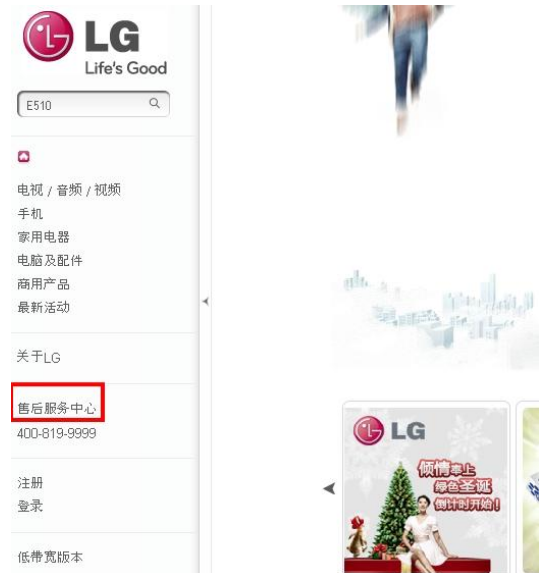 LG
Life's Good
E510
电视 / 音频 / 视频
手机
家用电器
电脑及配件
商用产品
最新活动
关于LG
售后服务中心
400-819-9999
注册
登录
低带宽版本
LG
倾情奉上
绿色圣诞
倒计时开始!